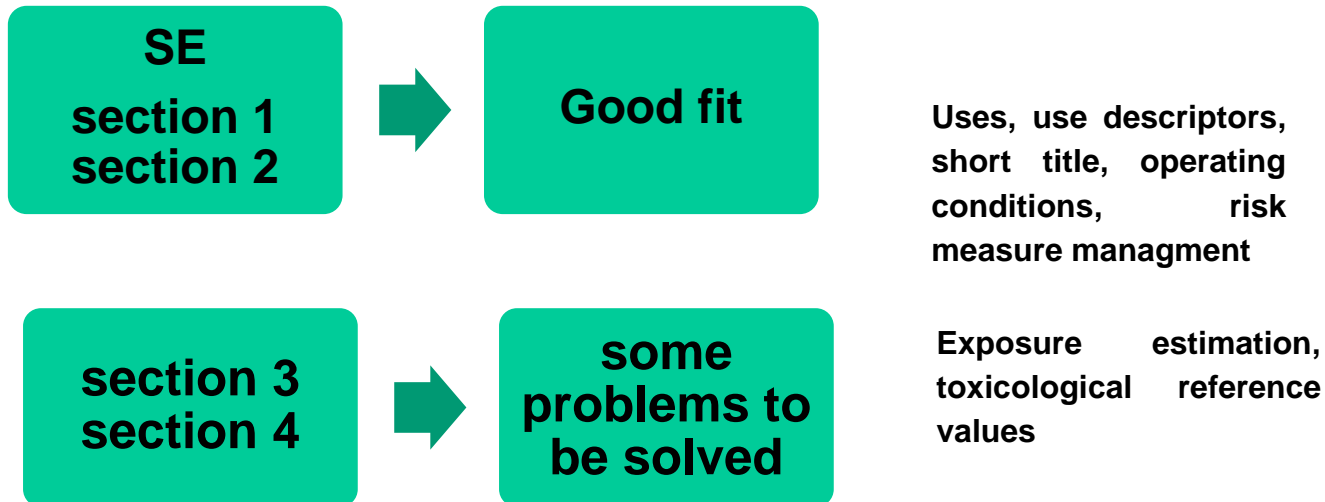 SE
section 1
section 2
Good fit
Uses, use descriptors,
short title, operating
conditions, risk
measure managment
section 3
section 4
some
problems to
be solved
Exposure estimation,
toxicological reference
values